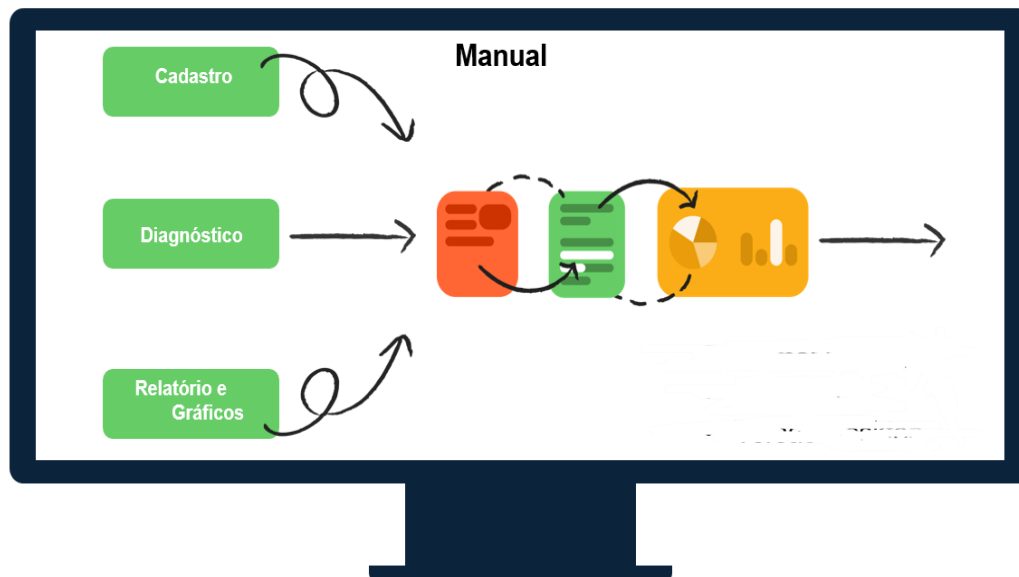 Manual
Cadastro
Diagnóstico
Relatório e
Gráficos